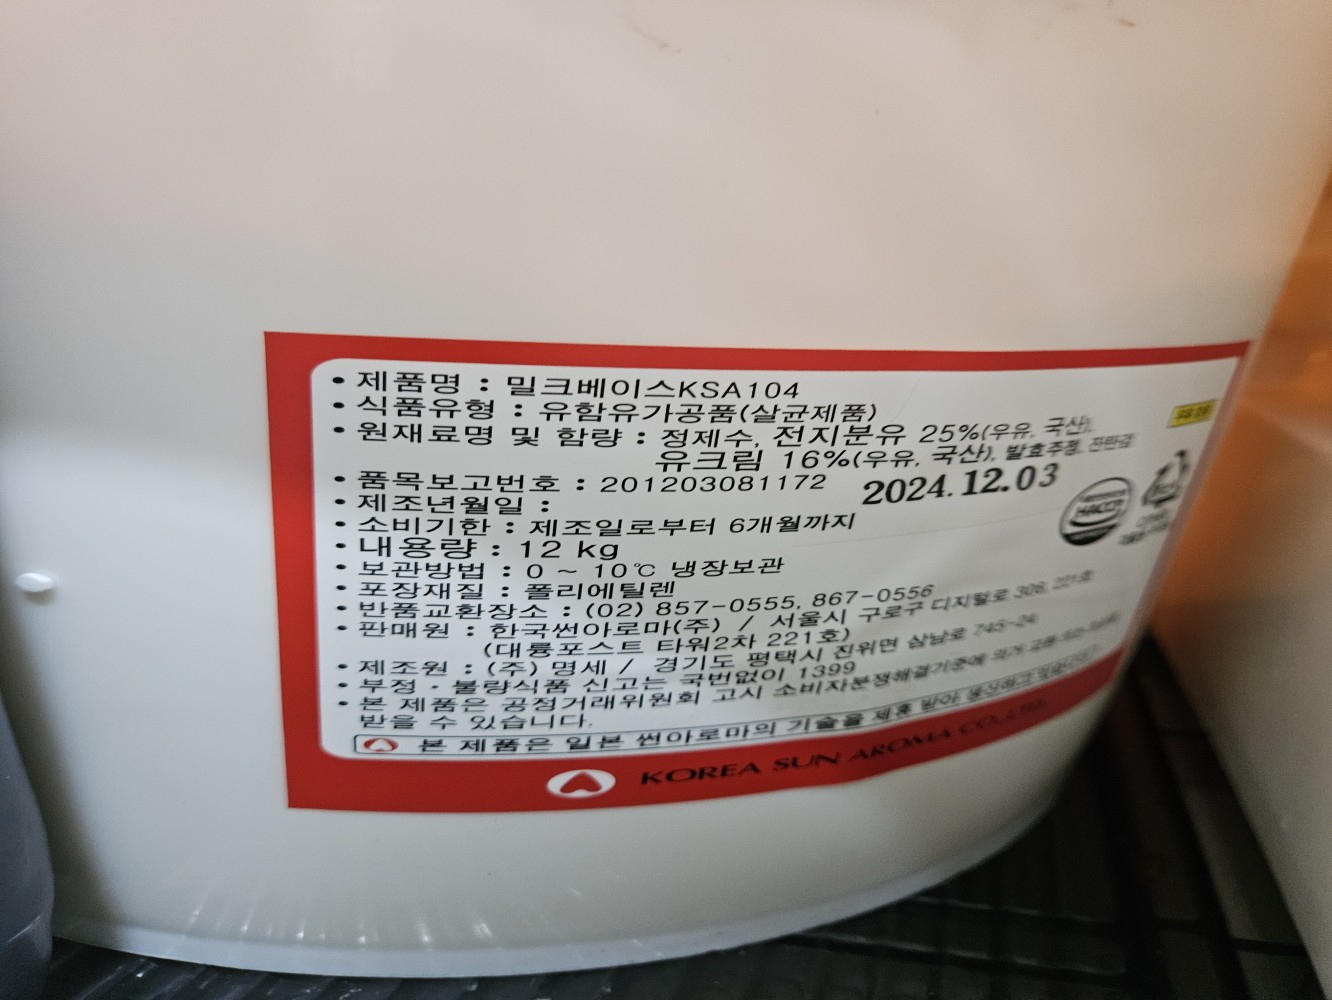 • 제품명 : 밀크베이스KSA104
• 식품유형 : 유함유가공품(살균제품)
• 원재료명 및 함량 : 정제수, 전지분유 25%(우유, 국산),
유크림 16%(우유, 국산), 발효주정, 잔탄검
• 품목보고번호 : 201203081172
2024.12.03
• 제조년월일 :
• 소비기한 : 제조일로부터 6개월까지
• 내용량 : 12 kg
• 보관방법 : 0 ~ 10℃ 냉장보관
• 포장재질 : 폴리에틸렌
• 반품교환장소 : (02) 857-0555, 867-0556
• 판매원 : 한국썬아로마(주) / 서울시 구로구 디지털로 306, 221호
(대륭포스트 타워2차 221호)
• 제조원 : (주) 명세 / 경기도 평택시 진위면 삼남로 745-24
• 부정 · 불량식품 신고는 국번없이 1399
• 본 제품은 공정거래위원회 고시 소비자분쟁해결기준에 의거 교환 또는 보상
받을 수 있습니다.
본 제품은 일본 썬아로마의 기술을 제휴 받아
KOREA SUN AROMA CO.,LTD.
HACCP